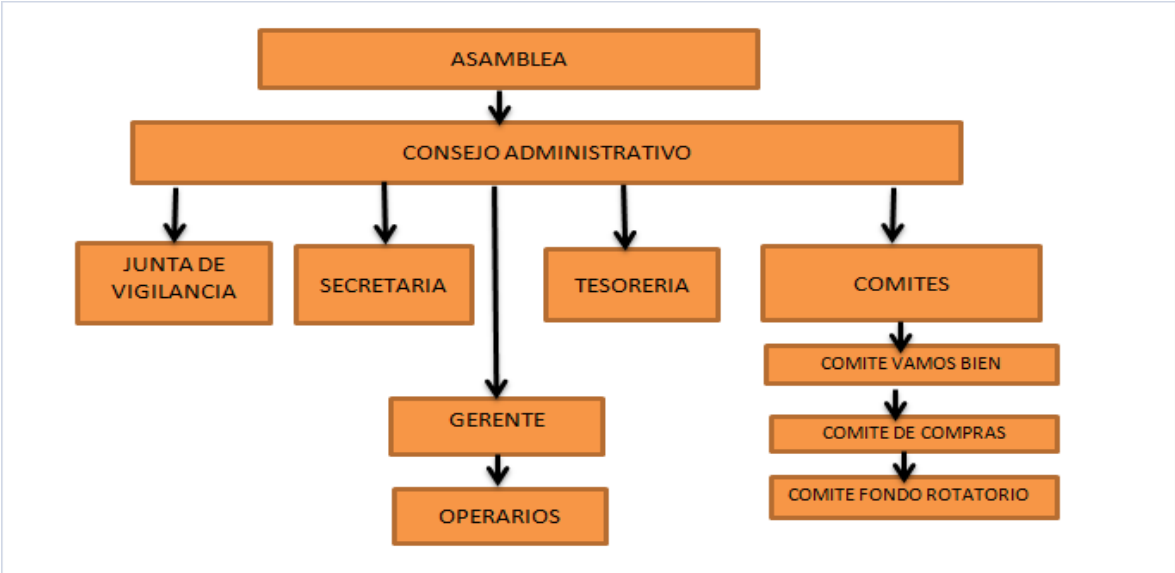 ASAMBLEA
CONSEJO ADMINISTRATIVO
JUNTA DE
VIGILANCIA
SECRETARIA
TESORERIA
COMITES
COMITE VAMOS BIEN
GERENTE
COMITE DE COMPRAS
COMITE FONDO ROTATORIO
OPERARIOS